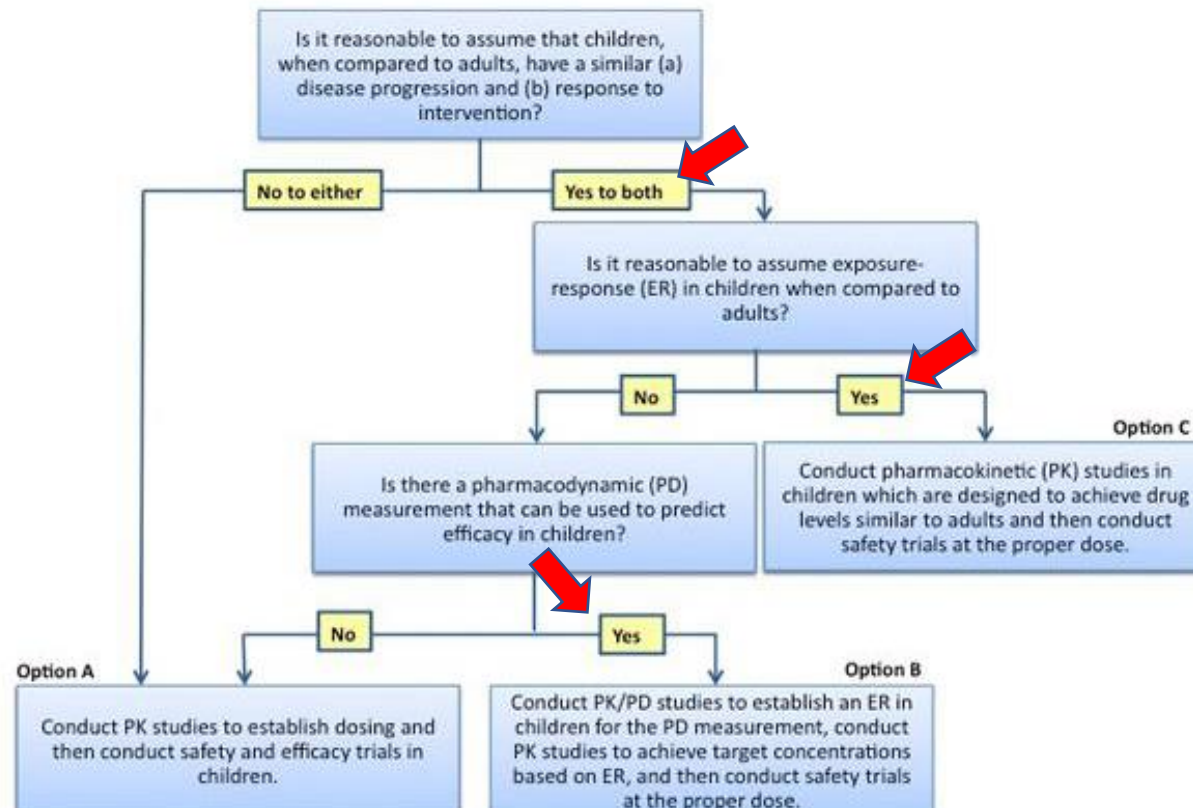 Is it reasonable to assume that children,
when compared to adults, have a similar (a)
disease progression and (b) response to
intervention?
No to either
Yes to both
Is it reasonable to assume exposure-
response (ER) in children when compared to
adults?
No
Yes
Option C
Is there a pharmacodynamic (PD)
measurement that can be used to predict
efficacy in children?
Conduct pharmacokinetic (PK) studies in
children which are designed to achieve drug
levels similar to adults and then conduct
safety trials at the proper dose.
No
Yes
Option A
Option B
Conduct PK studies to establish dosing and
then conduct safety and efficacy trials in
children.
Conduct PK/PD studies to establish an ER in
children for the PD measurement, conduct
PK studies to achieve target concentrations
based on ER, and then conduct safety trials
at the proper dose.